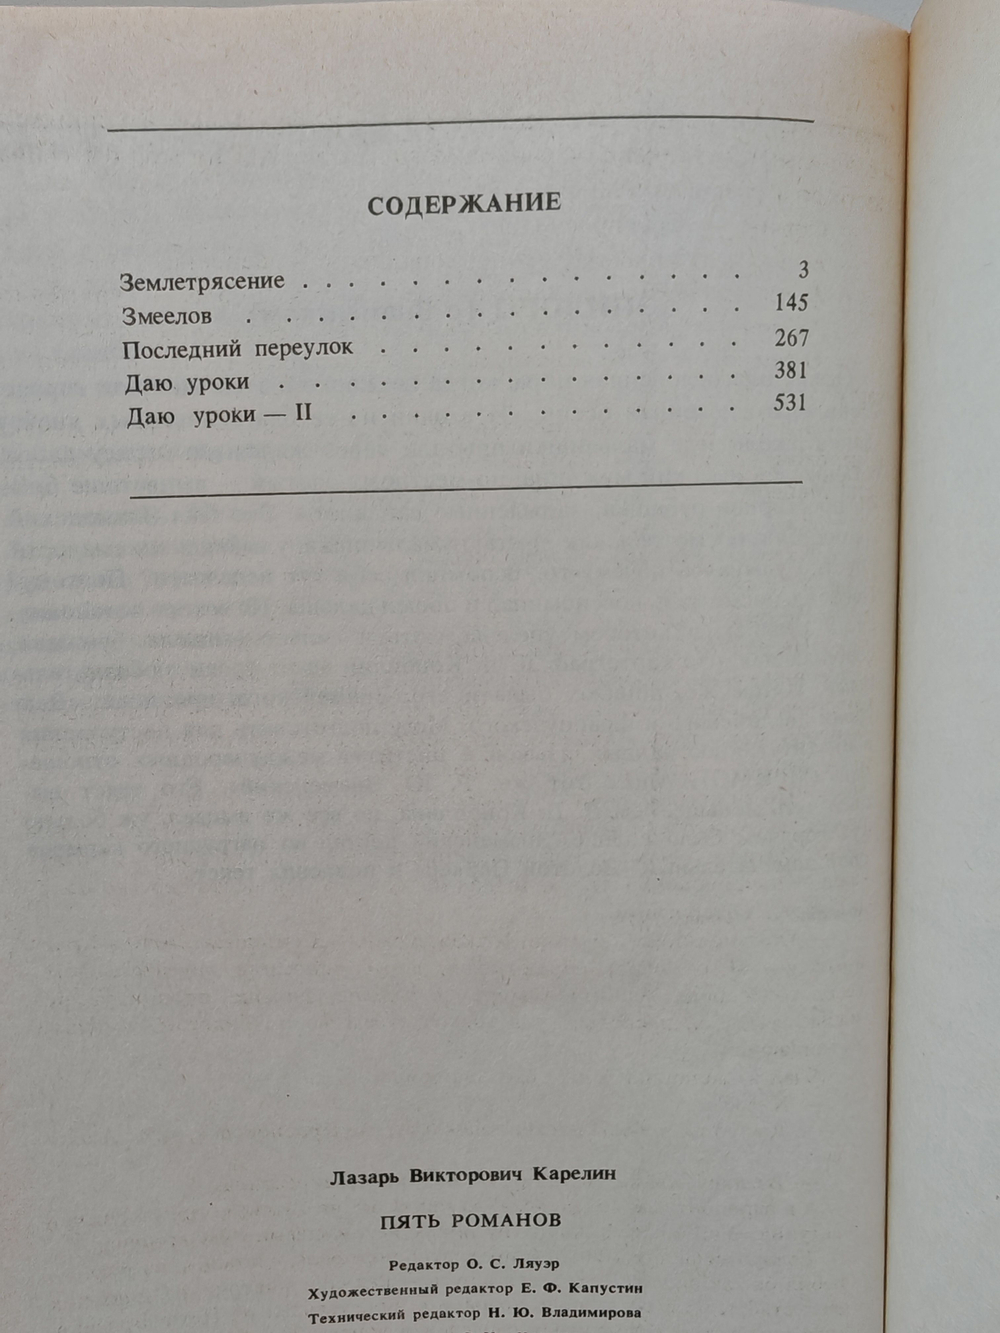 СОДЕРЖАНИЕ
Землетрясение . . . . . . . . . . . . . . . 3
Змеелов . . . . . . . . . . . . . . . . 145
Последний переулок . . . . . . . . . . . . 267
Даю уроки . . . . . . . . . . . . . . . 381
Даю уроки — II . . . . . . . . . . . . . 531
Лазарь Викторович Карелин
ПЯТЬ РОМАНОВ
Редактор О. С. Ляуэр
Художественный редактор Е. Ф. Капустин
Технический редактор Н. Ю. Владимирова